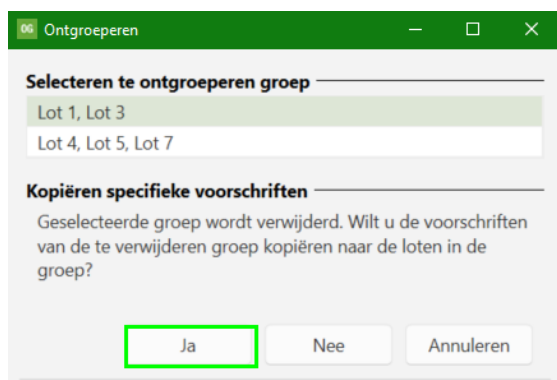 OG Ontgroeperen
Selecteren te ontgroeperen groep
Lot 1, Lot 3
Lot 4, Lot 5, Lot 7
Kopiëren specifieke voorschriften
Geselecteerde groep wordt verwijderd. Wilt u de voorschriften
van de te verwijderen groep kopiëren naar de loten in de
groep?
Ja Nee Annuleren